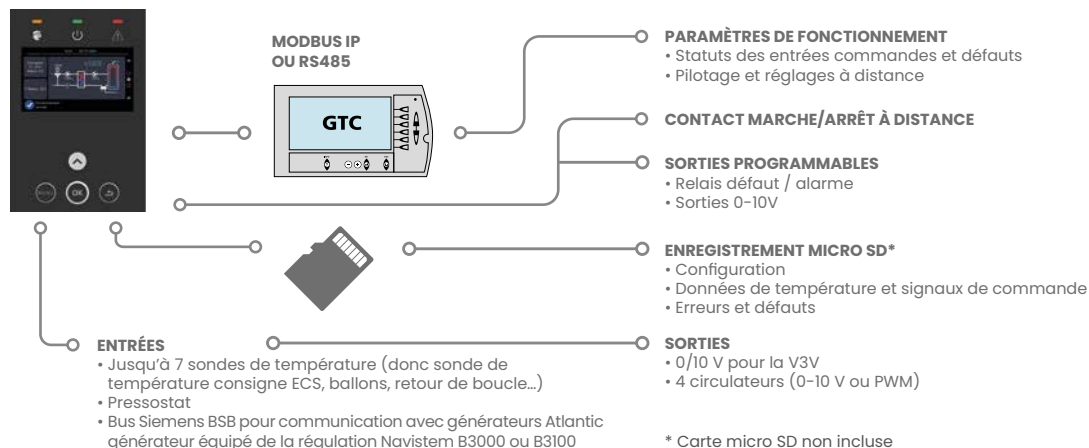 MODBUS IP
OU RS485
GTC
OK
PARAMÈTRES DE FONCTIONNEMENT
• Statuts des entrées commandes et défauts
• Pilotage et réglages à distance
CONTACT MARCHE/ARRÊT À DISTANCE
SORTIES PROGRAMMABLES
• Relais défaut / alarme
• Sorties 0-10V
ENREGISTREMENT MICRO SD*
• Configuration
• Données de température et signaux de commande
• Erreurs et défauts
ENTRÉES
• Jusqu'à 7 sondes de température (donc sonde de
température consigne ECS, ballons, retour de boucle…)
• Pressostat
• Bus Siemens BSB pour communication avec générateurs Atlantic
générateur équipé de la régulation Navistem B3000 ou B3100
SORTIES
• 0/10 V pour la V3V
• 4 circulateurs (0-10 V ou PWM)
* Carte micro SD non incluse